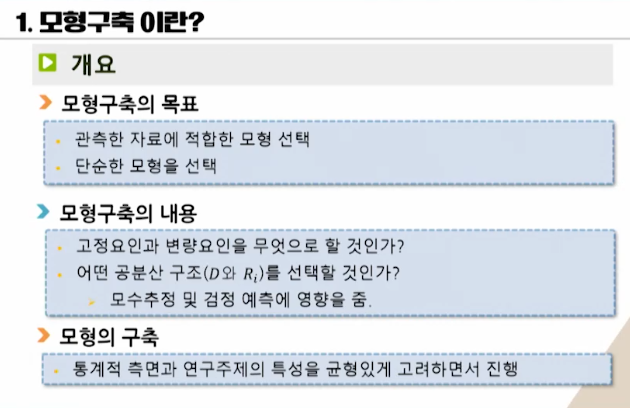 1. 모형구축 이란?
개요
모형구축의 목표
관측한 자료에 적합한 모형 선택
단순한 모형을 선택
모형구축의 내용
고정요인과 변량요인을 무엇으로 할 것인가?
어떤 공분산 구조(D와 Rᵢ)를 선택할 것인가?
모수추정 및 검정 예측에 영향을 줌.
모형의 구축
통계적 측면과 연구주제의 특성을 균형있게 고려하면서 진행